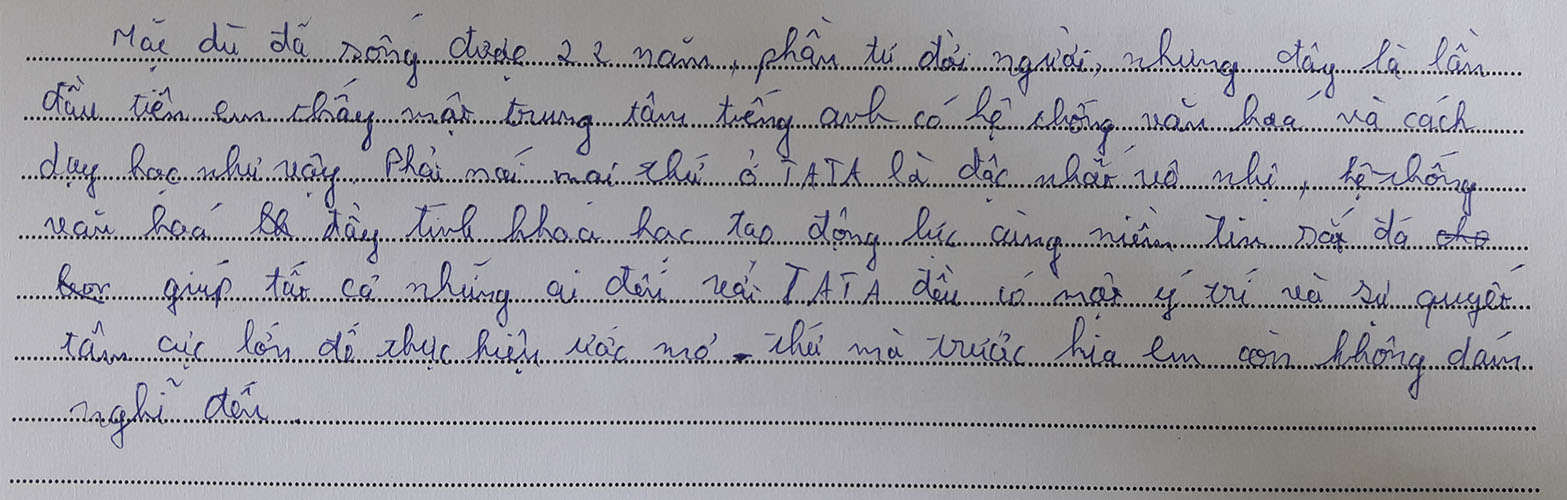 Mặc dù đã sống được 22 năm, phần tư đời người, nhưng đây là lần
đầu tiên em thấy một trung tâm tiếng anh có hệ thống văn hoá và cách
dạy học như vậy. Phải nói mọi thứ ở TATA là độc nhất vô nhị, hệ thống
văn hoá đầy tính khoa học tạo động lực cùng niềm tin sắt đá cho
giúp tất cả những ai đến với TATA đều có một ý trí và sự quyết
tâm cực lớn để thực hiện ước mơ - thứ mà trước kia em còn không dám
nghĩ đến.